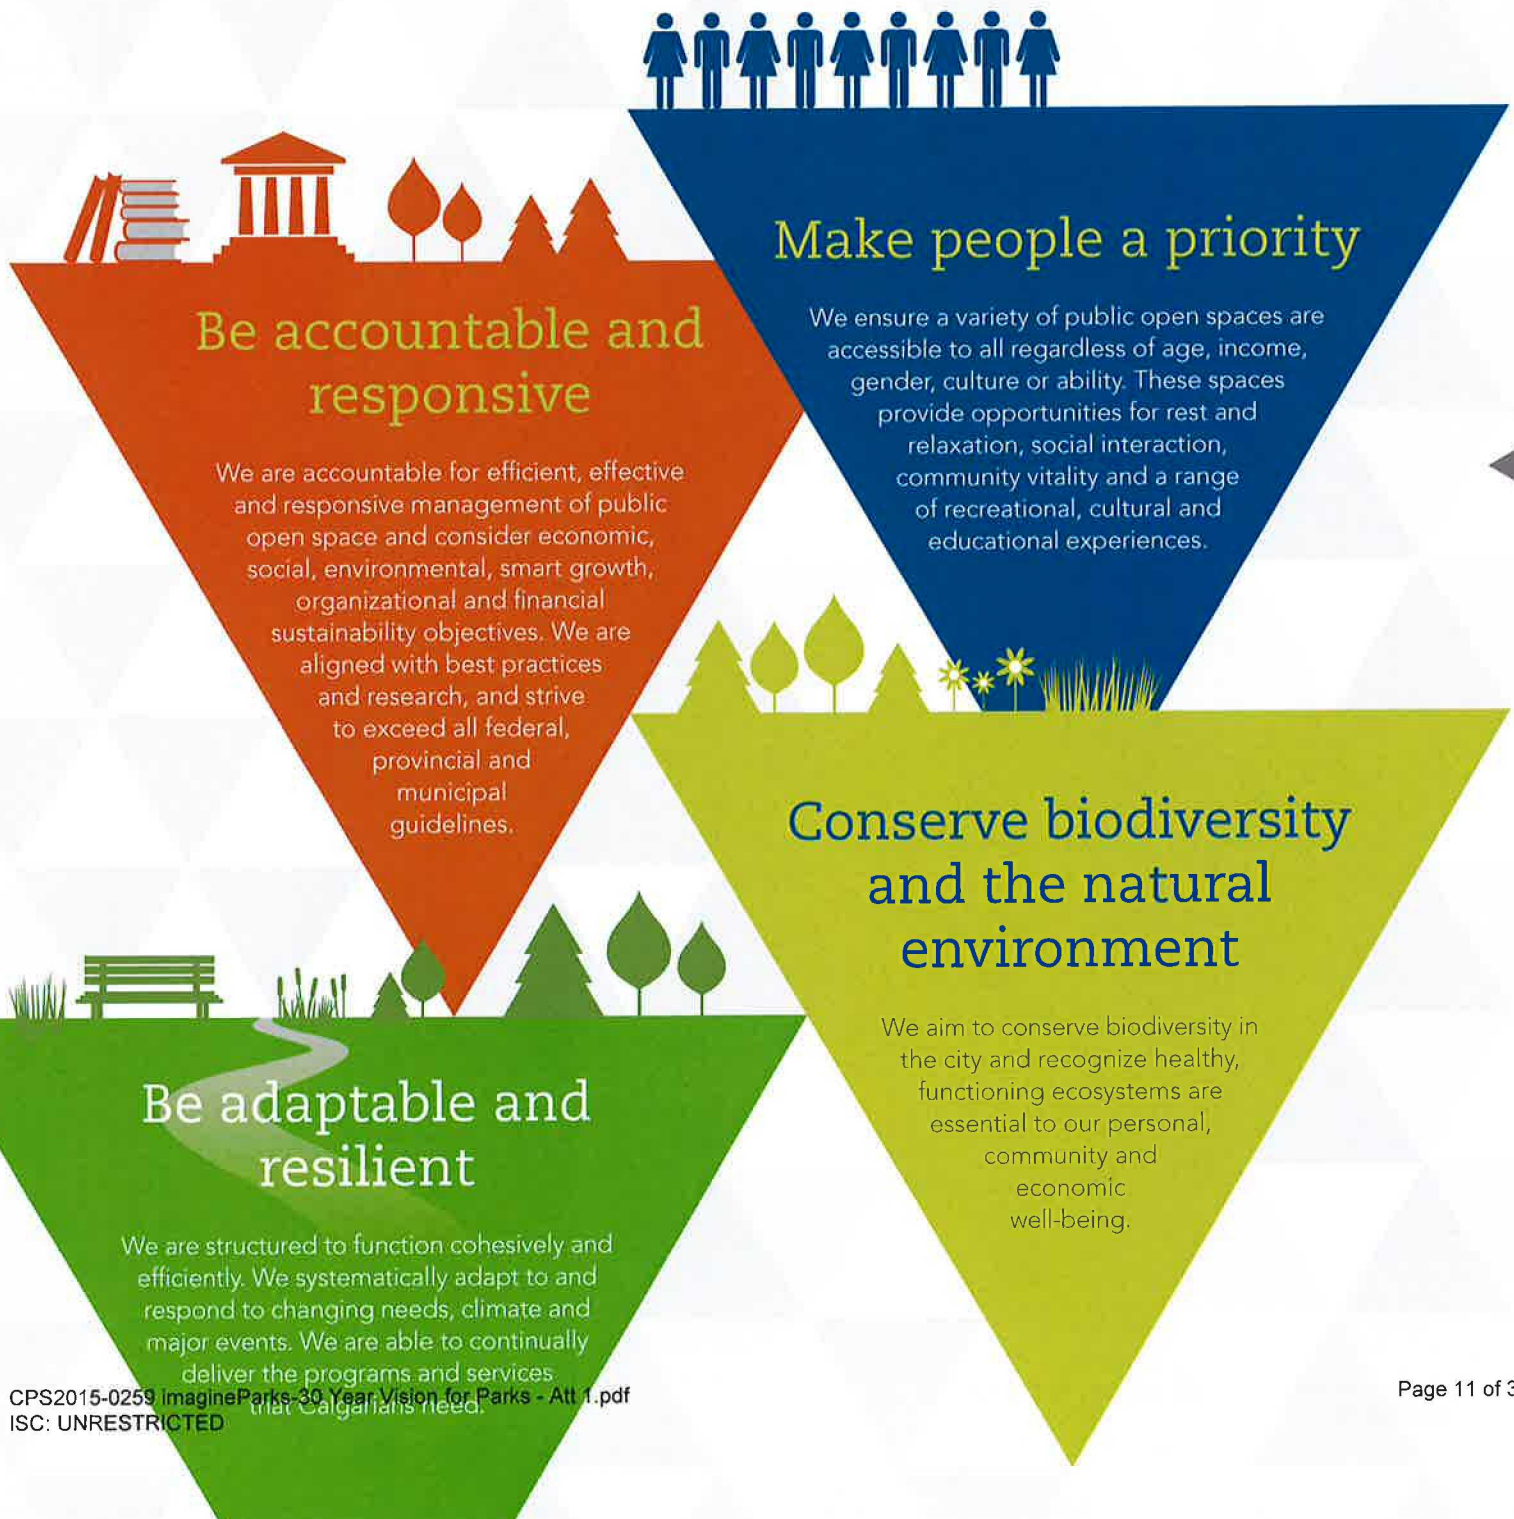 Make people a priority
We ensure a variety of public open spaces are
accessible to all regardless of age, income,
gender, culture or ability. These spaces
provide opportunities for rest and
relaxation, social interaction,
community vitality and a range
of recreational, cultural and
educational experiences.
Be accountable and
responsive
We are accountable for efficient, effective
and responsive management of public
open space and consider economic,
social, environmental, smart growth,
organizational and financial
sustainability objectives. We are
aligned with best practices
and research, and strive
to exceed all federal,
provincial and
municipal
guidelines.
Conserve biodiversity
and the natural
environment
We aim to conserve biodiversity in
the city and recognize healthy,
functioning ecosystems are
essential to our personal,
community and
economic
well-being.
Be adaptable and
resilient
We are structured to function cohesively and
efficiently. We systematically adapt to and
respond to changing needs, climate and
major events. We are able to continually
deliver the programs and services
that Calgarians need.
CPS2015-0259 imagineParks-30 Year Vision for Parks - Att 1.pdf
ISC: UNRESTRICTED
Page 11 of 3